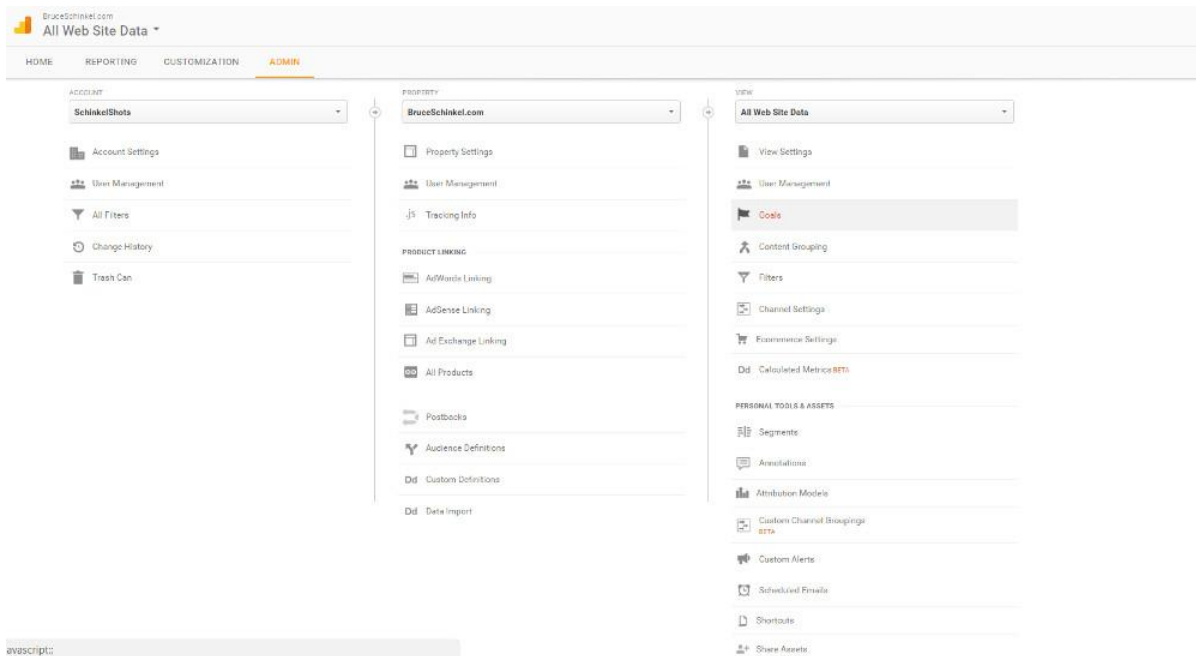 BruceSchinkel.com
All Web Site Data
HOME REPORTING CUSTOMIZATION ADMIN
ACCOUNT
SchinkelShots
Account Settings
User Management
All Filters
Change History
Trash Can
PROPERTY
BruceSchinkel.com
Property Settings
User Management
.js Tracking Info
PRODUCT LINKING
AdWords Linking
AdSense Linking
Ad Exchange Linking
All Products
Postbacks
Audience Definitions
Dd Custom Definitions
Dd Data Import
VIEW
All Web Site Data
View Settings
User Management
Goals
Content Grouping
Filters
Channel Settings
Ecommerce Settings
Dd Calculated Metrics BETA
PERSONAL TOOLS & ASSETS
Segments
Annotations
Attribution Models
Custom Channel Groupings
BETA
Custom Alerts
Scheduled Emails
Shortcuts
Share Assets
avascript:;